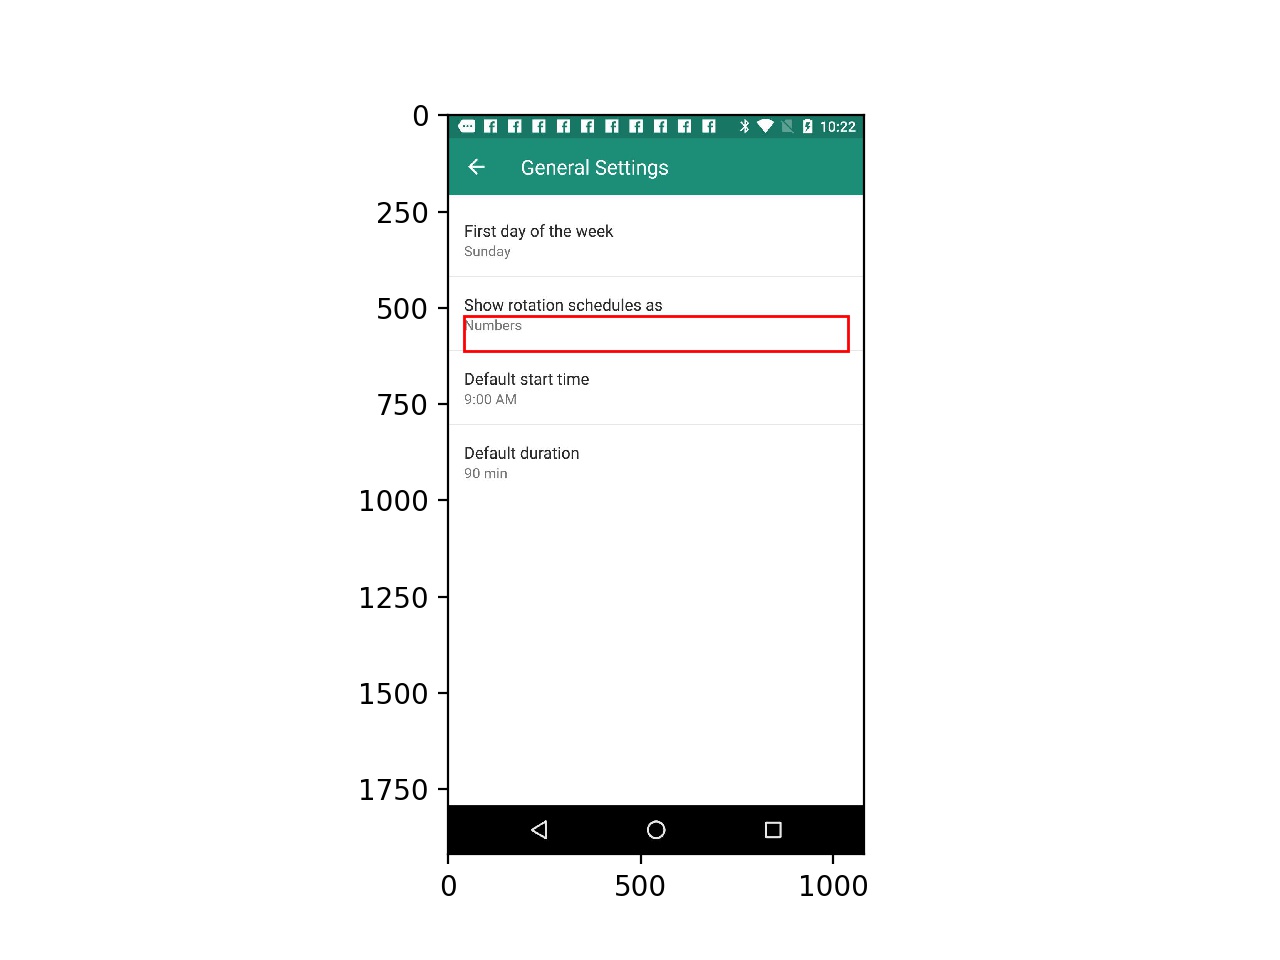 0
250
500
750
1000
1250
1500
1750
10:22
General Settings
First day of the week
Sunday
Show rotation schedules as
Numbers
Default start time
9:00 AM
Default duration
90 min
0 500 1000